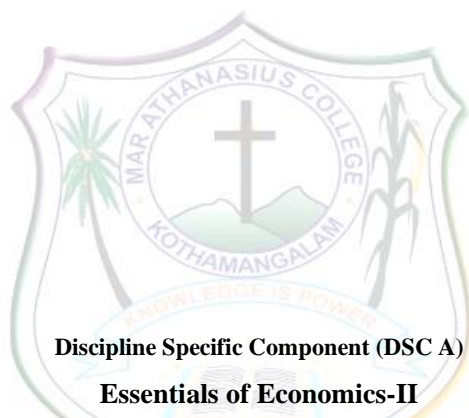 MAR ATHANASIUS COLLEGE
KOTHAMANGALAM
KNOWLEDGE IS POWER
Discipline Specific Component (DSC A)
Essentials of Economics-II